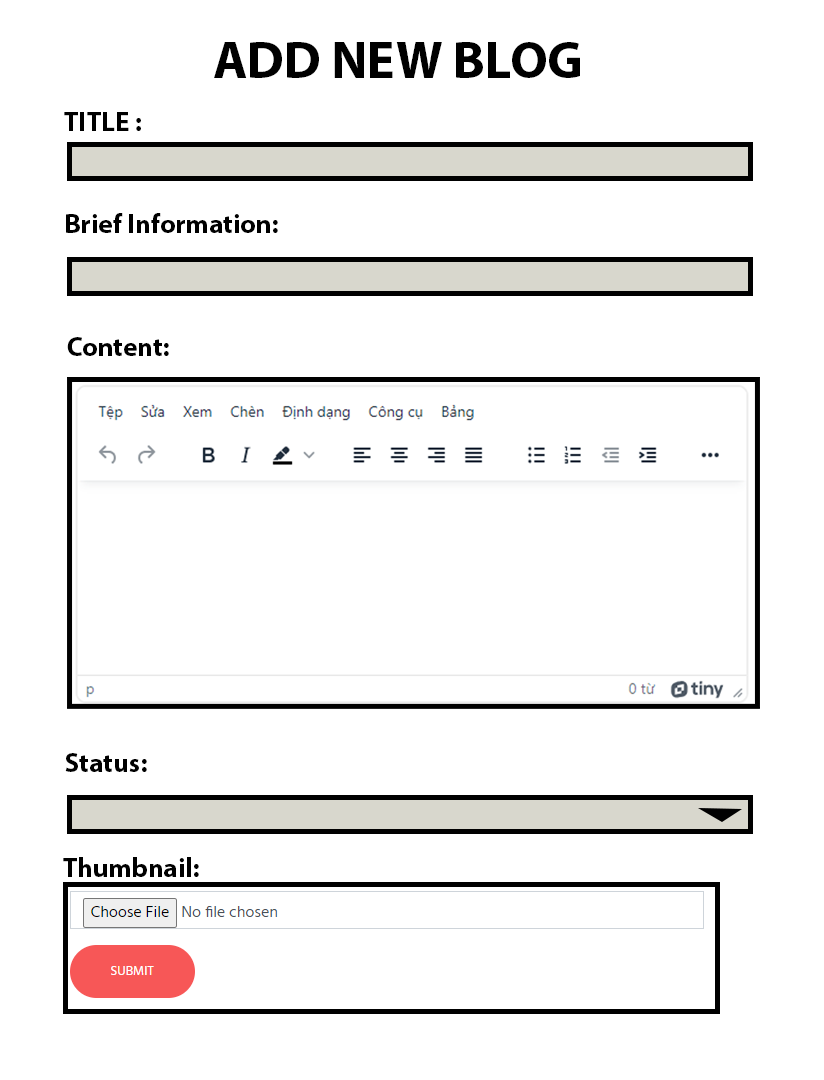 ADD NEW BLOG
TITLE :
Brief Information:
Content:
Tệp Sửa Xem Chèn Định dạng Công cụ Bảng
B I
p 0 từ tiny
Status:
Thumbnail:
Choose File No file chosen
SUBMIT